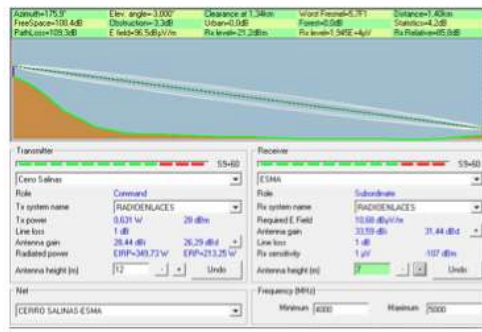 Azimuth=175,9° Elev. angle=-3,000° Clearance at 1,34km Worst Fresnel=5,7F1 Distance=1,40km
FreeSpace=108,4dB Obstruction=-3,3dB Urban=0,0dB Forest=0,0dB Statistics=4,2dB
PathLoss=109,3dB E field=96,5dBµV/m Rx level=-21,2dBm Rx level=1,945E+4µV Rx Relative=85,8dB
Transmitter Receiver
S9+60 S9+60
Cerro Salinas ESMA
Role Command Role Subordinate
Tx system name RADIOENLACES Rx system name RADIOENLACES
Tx power 0,631 W 28 dBm Required E Field 10,68 dBµV/m
Line loss 1 dB Antenna gain 33,59 dBi 31,44 dBd +
Antenna gain 28,44 dBi 26,29 dBd + Line loss 1 dB
Radiated power EIRP=349,73 W ERP=213,25 W Rx sensitivity 1 µV -107 dBm
Antenna height (m) 12 - + Undo Antenna height (m) 7 - + Undo
Net Frequency (MHz)
CERRO SALINAS-ESMA Minimum 4000 Maximum 5000